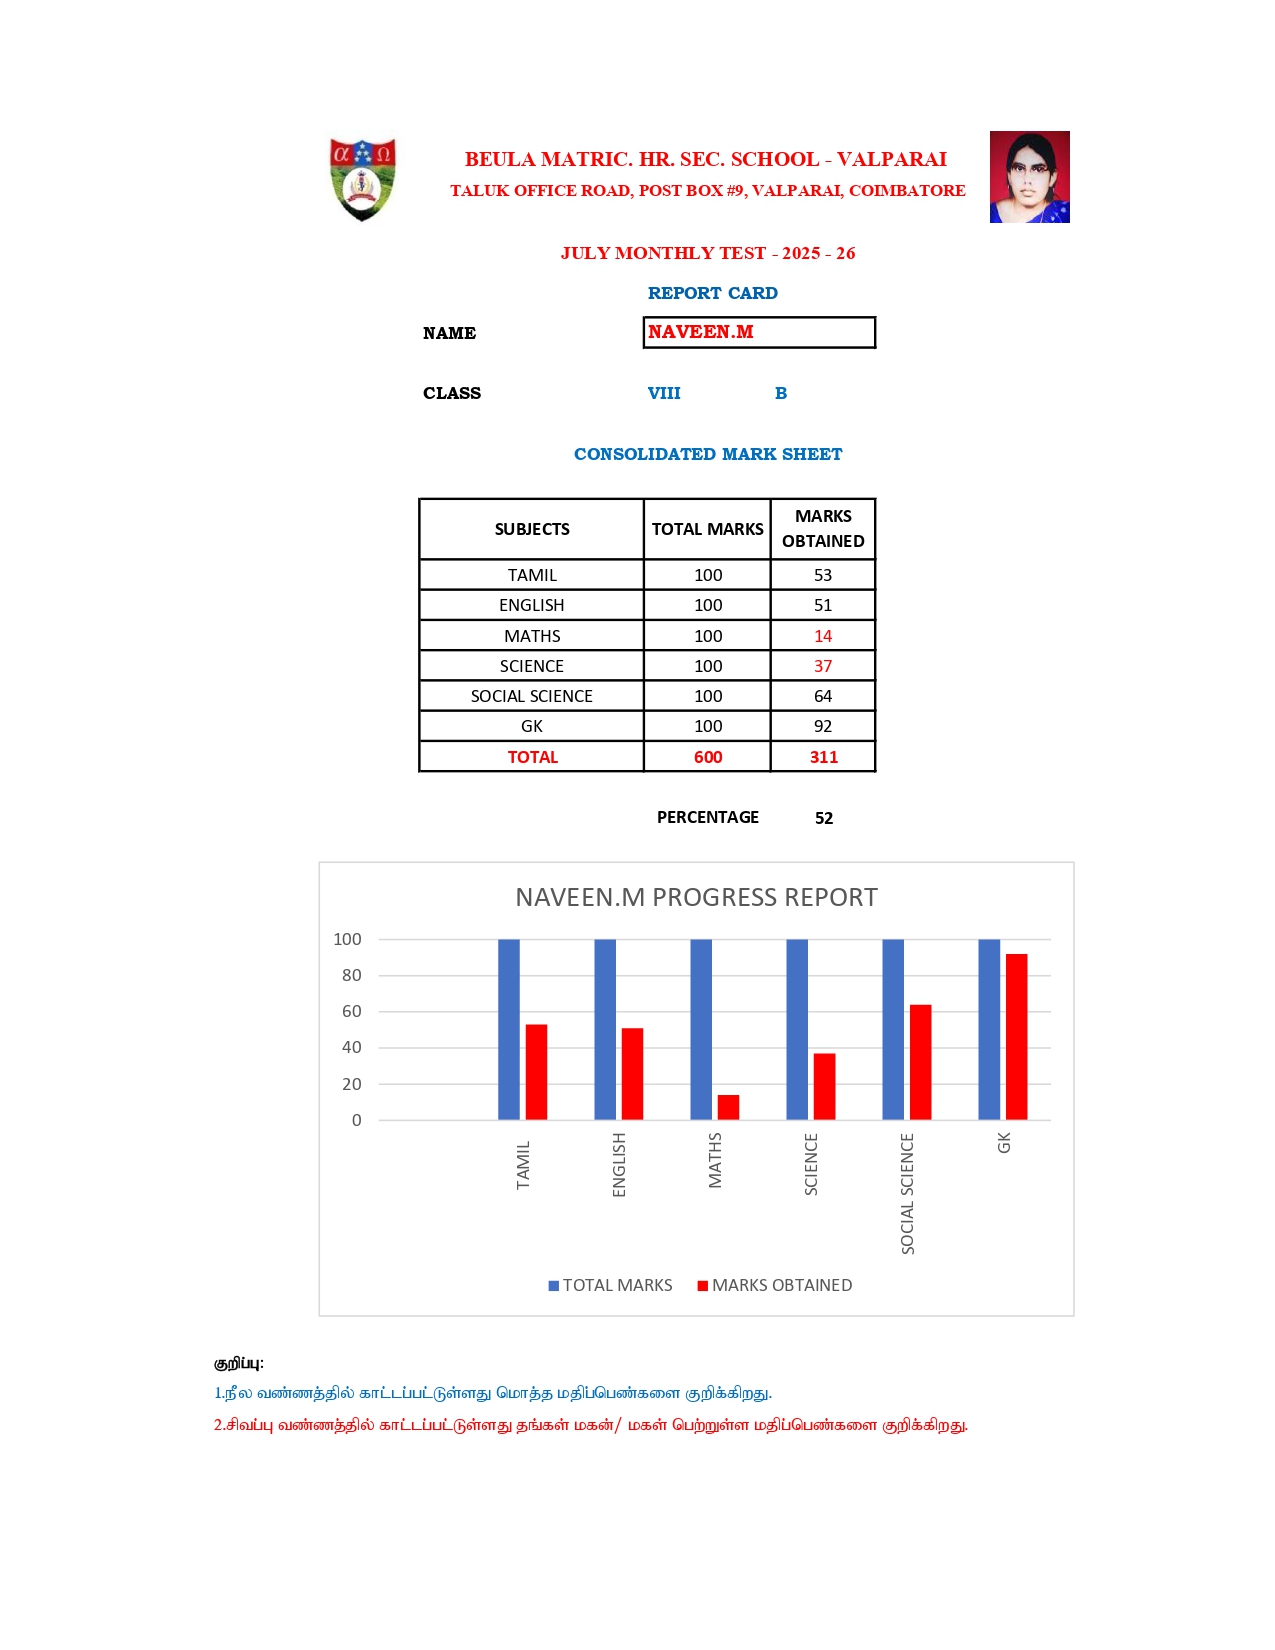 α Ω
BEULA MATRIC. HR. SEC. SCHOOL - VALPARAI
TALUK OFFICE ROAD, POST BOX #9, VALPARAI, COIMBATORE
JULY MONTHLY TEST - 2025 - 26
REPORT CARD
NAME NAVEEN.M
CLASS VIII B
CONSOLIDATED MARK SHEET
SUBJECTS TOTAL MARKS MARKS OBTAINED
TAMIL 100 53
ENGLISH 100 51
MATHS 100 14
SCIENCE 100 37
SOCIAL SCIENCE 100 64
GK 100 92
TOTAL 600 311
PERCENTAGE 52
NAVEEN.M PROGRESS REPORT
100
80
60
40
20
0
TAMIL ENGLISH MATHS SCIENCE SOCIAL SCIENCE GK
TOTAL MARKS MARKS OBTAINED
குறிப்பு:
1.நீல வண்ணத்தில் காட்டப்பட்டுள்ளது மொத்த மதிப்பெண்களை குறிக்கிறது.
2.சிவப்பு வண்ணத்தில் காட்டப்பட்டுள்ளது தங்கள் மகன்/ மகள் பெற்றுள்ள மதிப்பெண்களை குறிக்கிறது.